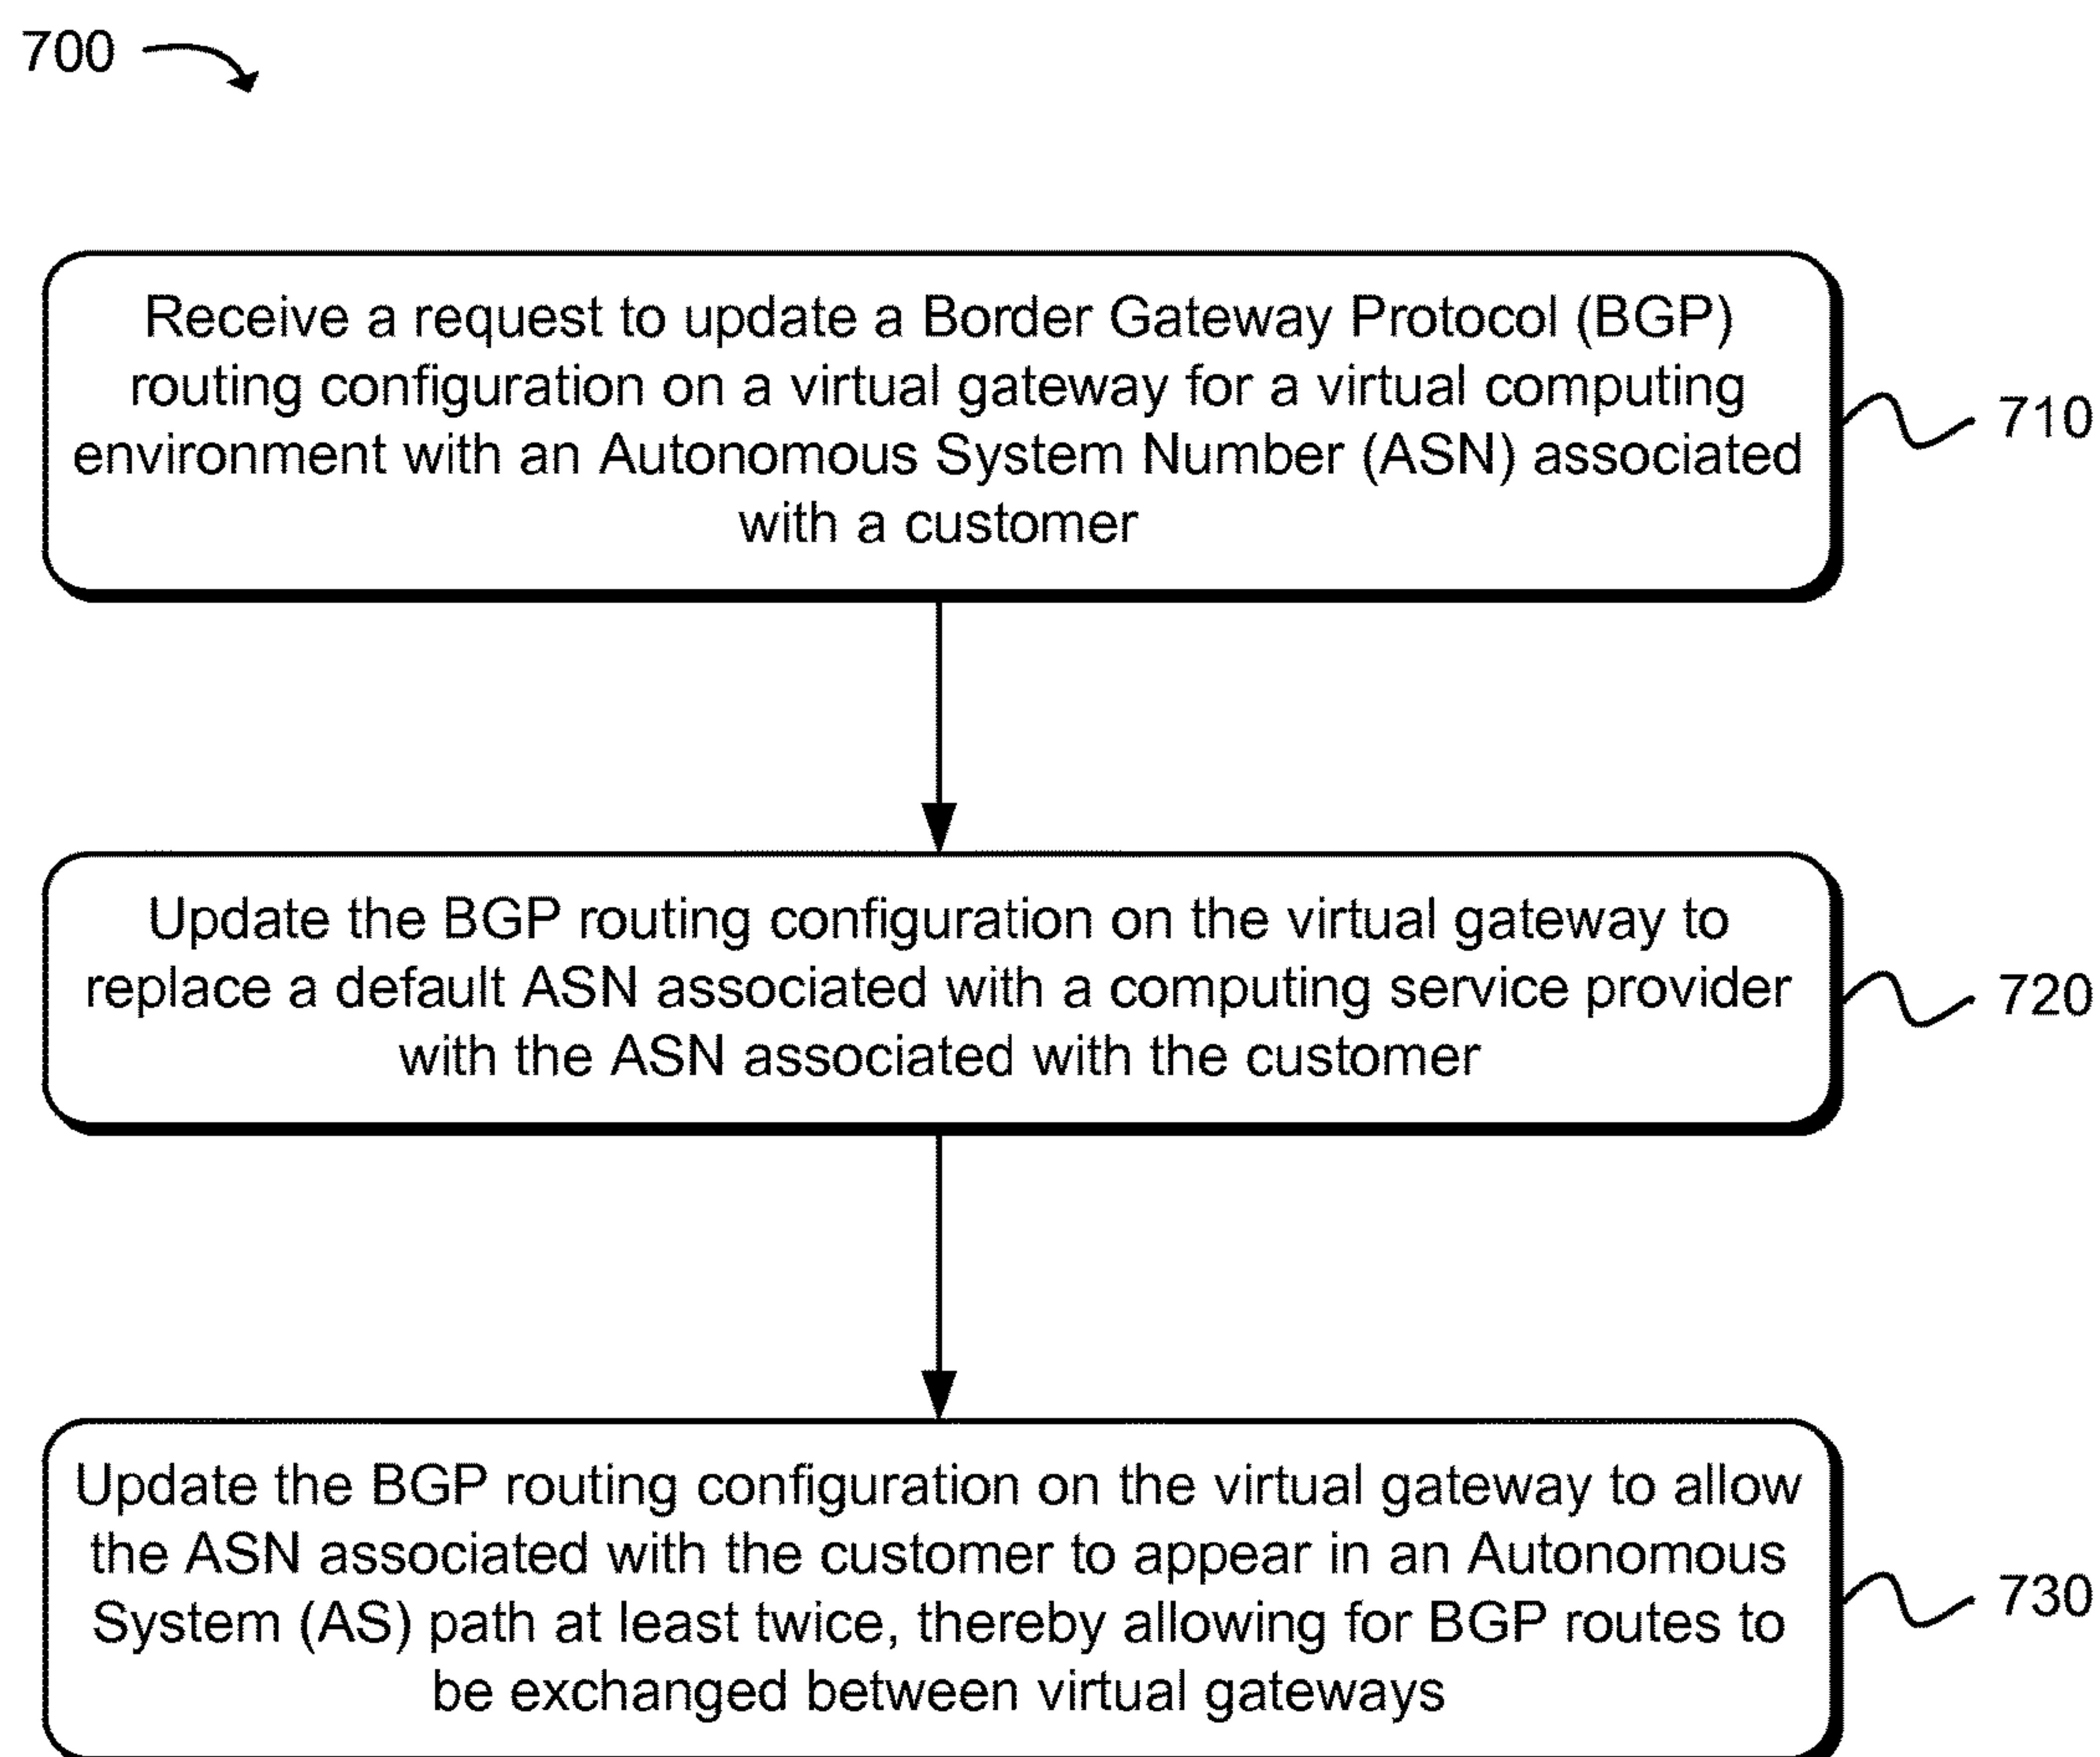 700
Receive a request to update a Border Gateway Protocol (BGP)
routing configuration on a virtual gateway for a virtual computing
environment with an Autonomous System Number (ASN) associated
with a customer
710
Update the BGP routing configuration on the virtual gateway to
replace a default ASN associated with a computing service provider
with the ASN associated with the customer
720
Update the BGP routing configuration on the virtual gateway to allow
the ASN associated with the customer to appear in an Autonomous
System (AS) path at least twice, thereby allowing for BGP routes to
be exchanged between virtual gateways
730